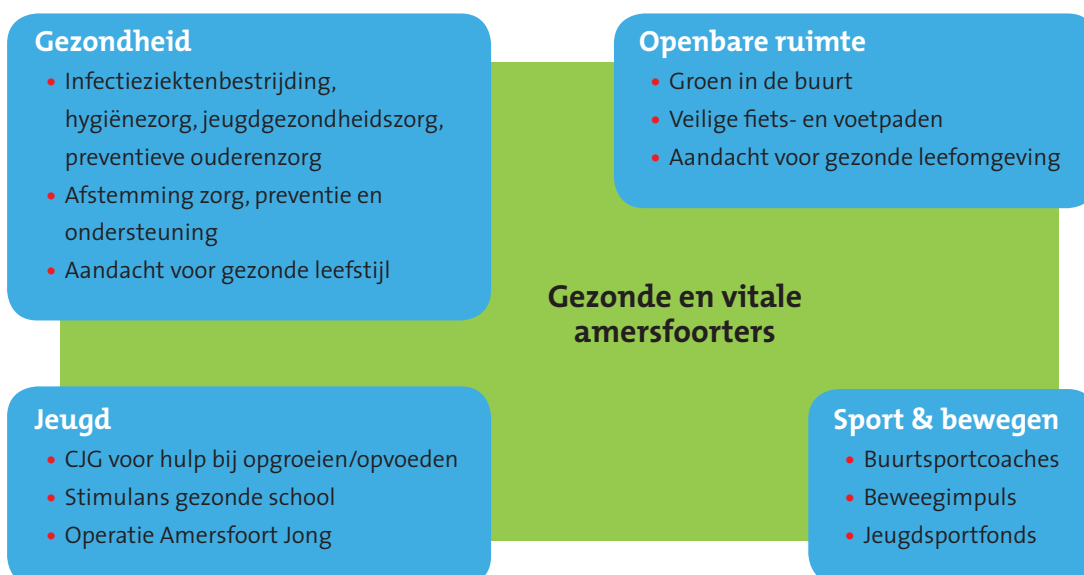 Gezondheid
• Infectieziektenbestrijding,
hygiënezorg, jeugdgezondheidszorg,
preventieve ouderenzorg
• Afstemming zorg, preventie en
ondersteuning
• Aandacht voor gezonde leefstijl
Openbare ruimte
• Groen in de buurt
• Veilige fiets- en voetpaden
• Aandacht voor gezonde leefomgeving
Gezonde en vitale
amersfoorters
Jeugd
• CJG voor hulp bij opgroeien/opvoeden
• Stimulans gezonde school
• Operatie Amersfoort Jong
Sport & bewegen
• Buurtsportcoaches
• Beweegimpuls
• Jeugdsportfonds